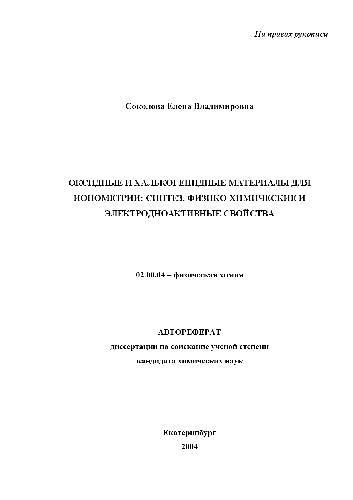 На правах рукописи
Соколова Елена Владимировна
ОКСИДНЫЕ И ХАЛЬКОГЕНИДНЫЕ МАТЕРИАЛЫ ДЛЯ
ИОНОМЕТРИИ: СИНТЕЗ, ФИЗИКО-ХИМИЧЕСКИЕ И
ЭЛЕКТРОДНОАКТИВНЫЕ СВОЙСТВА
02.00.04 – физическая химия
АВТОРЕФЕРАТ
диссертации на соискание ученой степени
кандидата химических наук
Екатеринбург
2004